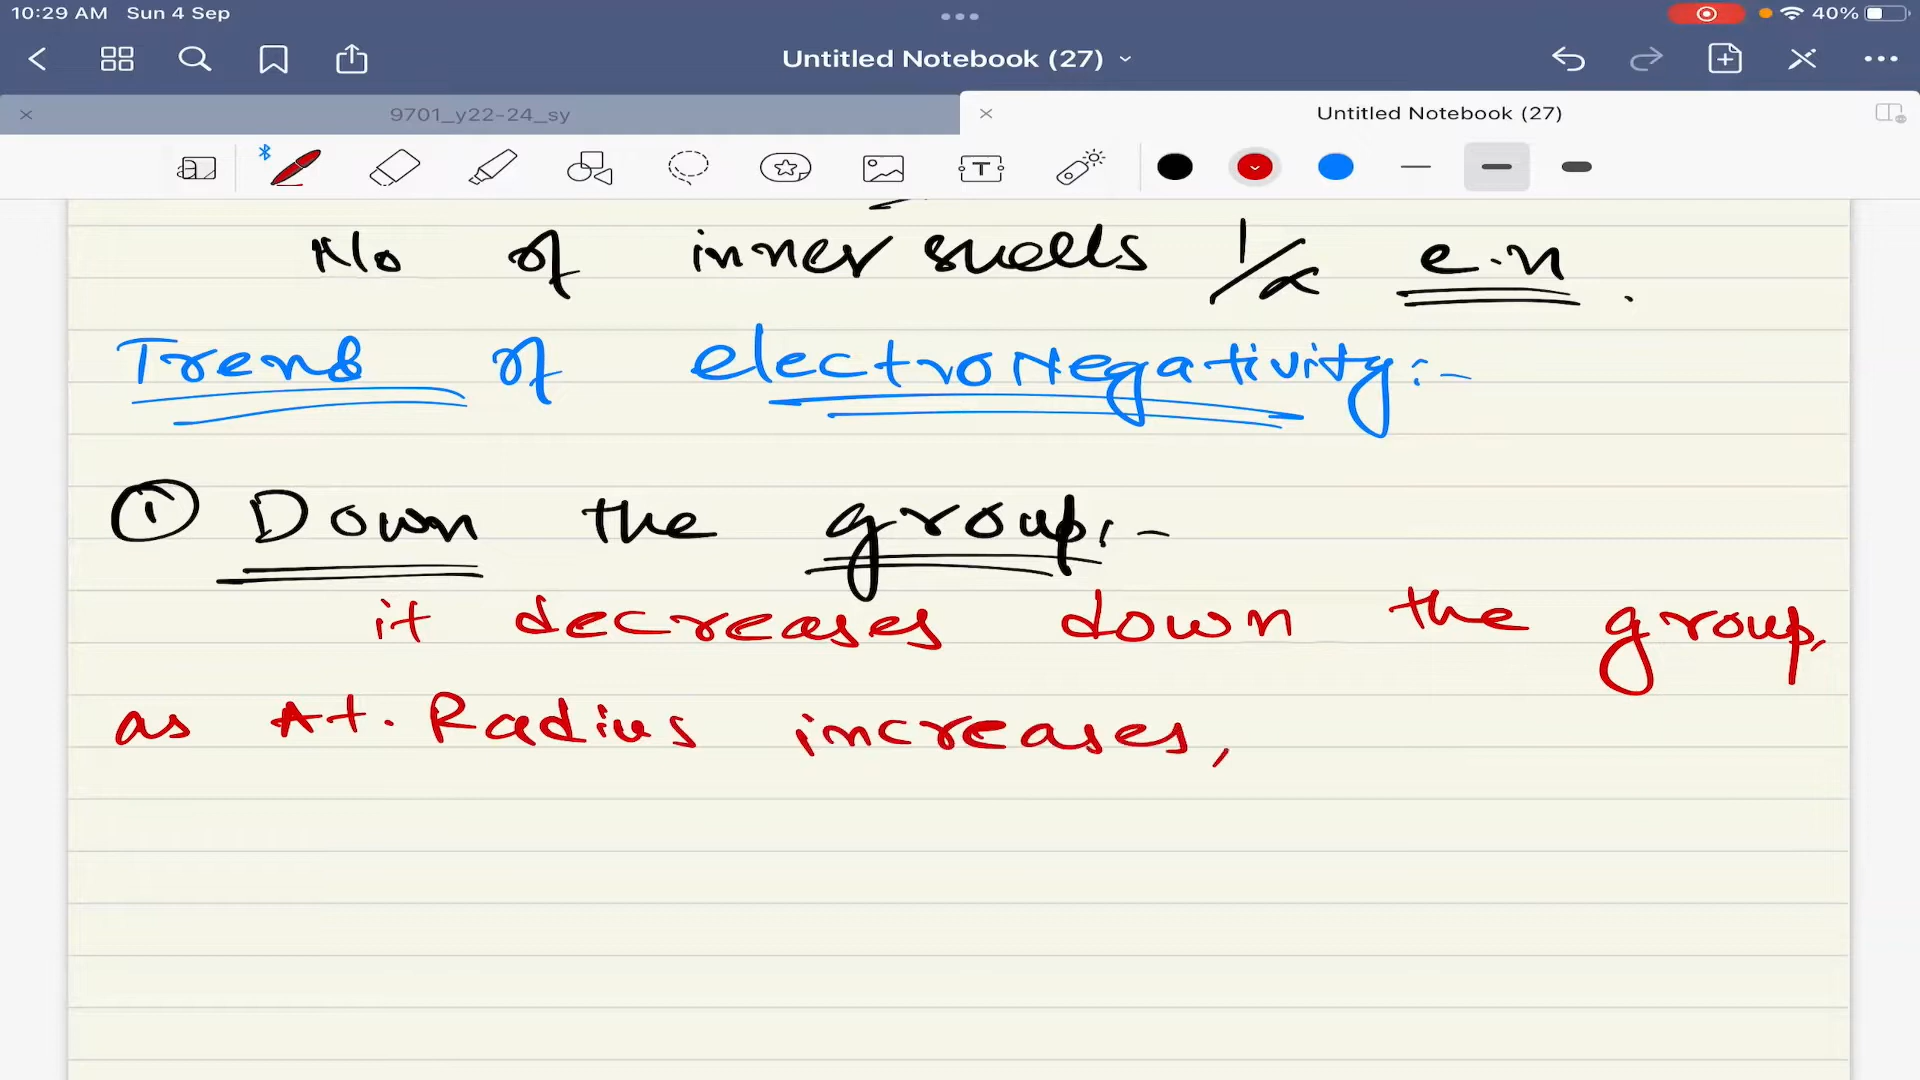 10:29 AM Sun 4 Sep
40%
Untitled Notebook (27)
9701_y22-24_sy
Untitled Notebook (27)
No of inner shells 1/∝ e.n.
Trend of electroNegativity:-
① Down the group:-
it decreases down the group,
as At. Radius increases,